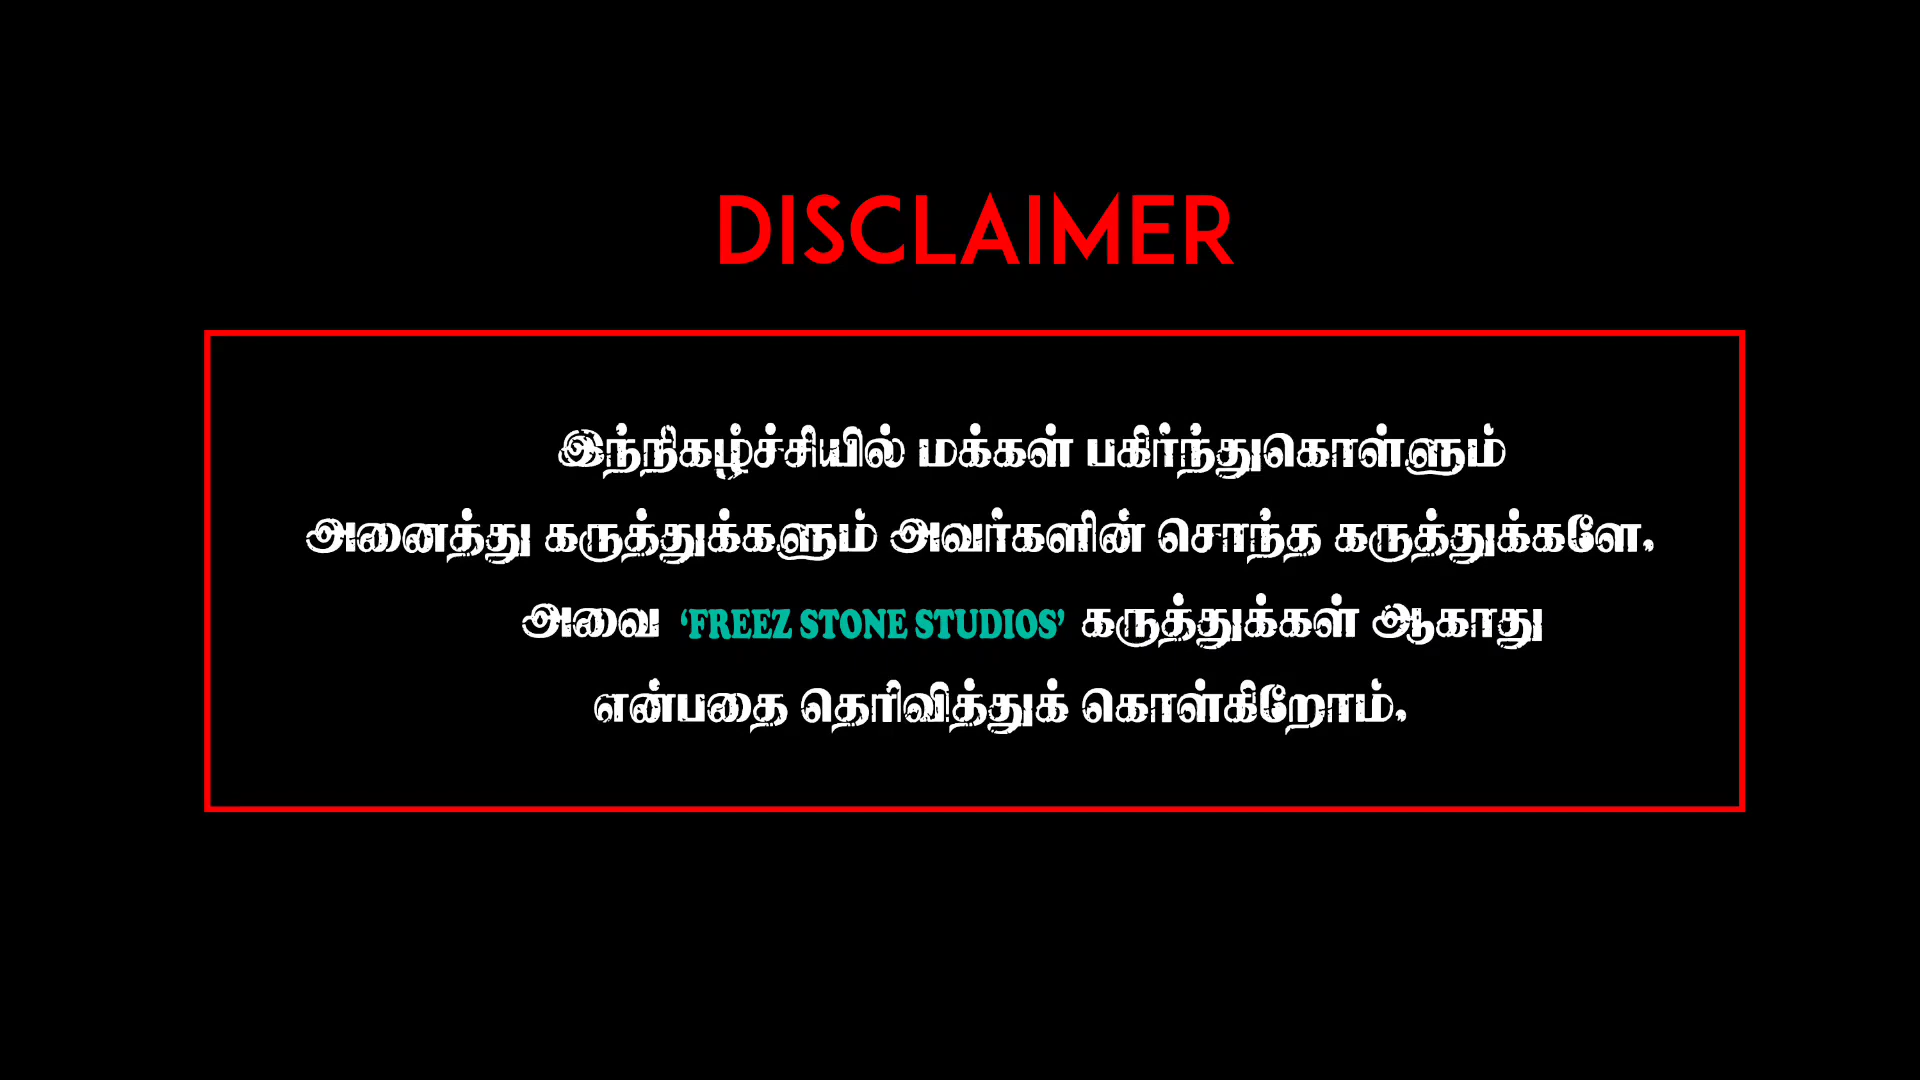 DISCLAIMER
இந்நிகழ்ச்சியில் மக்கள் பகிர்ந்துகொள்ளும்
அனைத்து கருத்துக்களும் அவர்களின் சொந்த கருத்துக்களே.
அவை ‘FREEZ STONE STUDIOS’ கருத்துக்கள் ஆகாது
என்பதை தெரிவித்துக் கொள்கிறோம்.